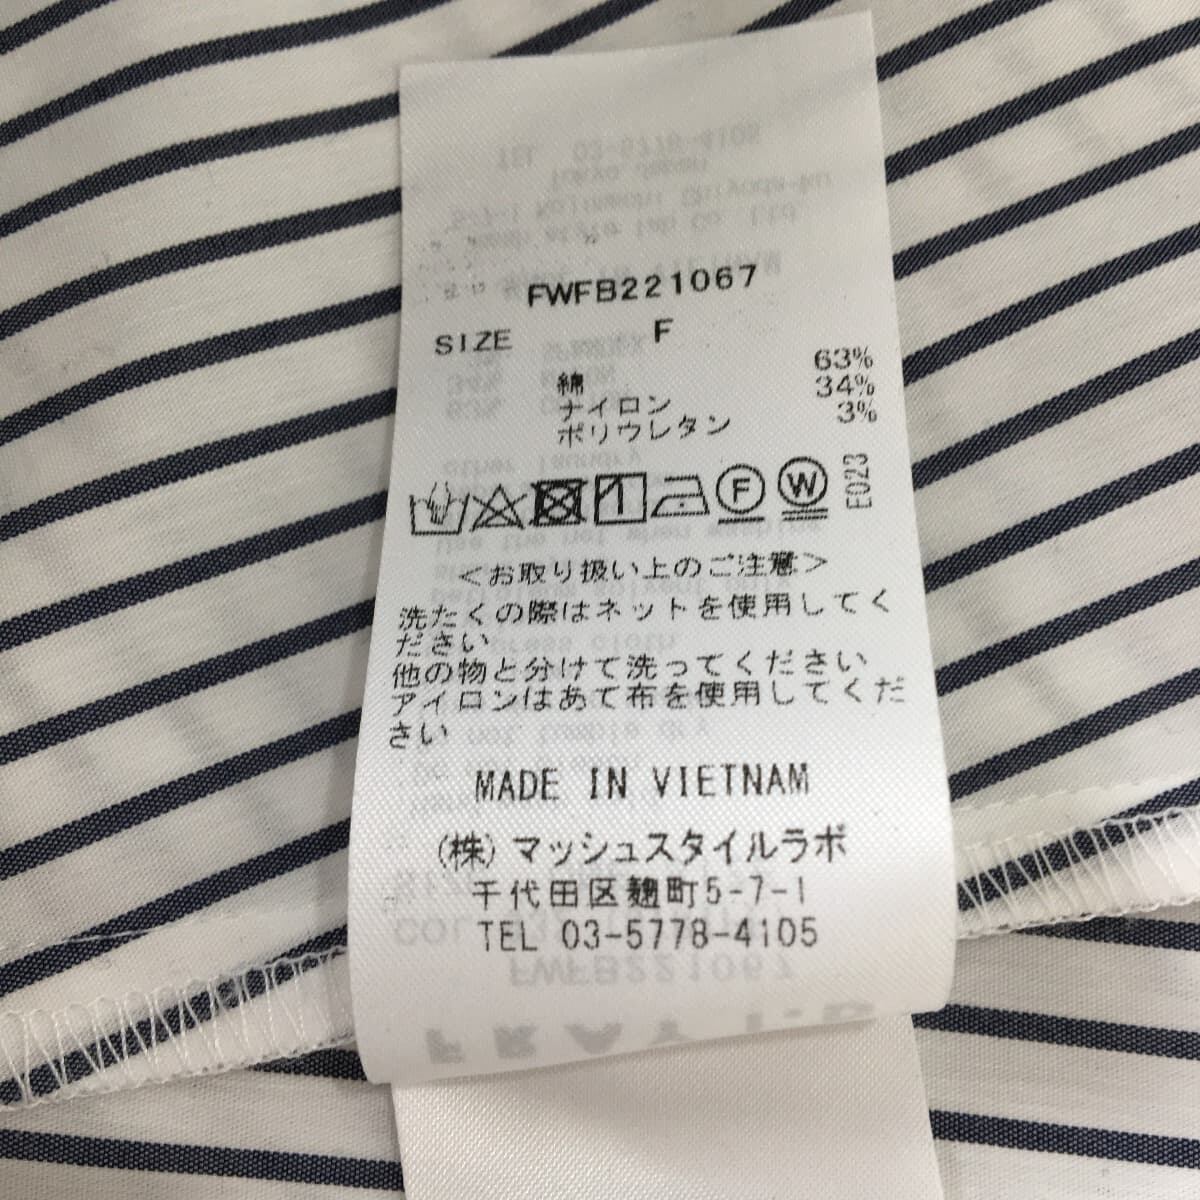 FWFB221067
SIZE F
綿 63%
ナイロン 34%
ポリウレタン 3%
F W E023
<お取り扱い上のご注意>
洗たくの際はネットを使用してく
ださい
他の物と分けて洗ってください
アイロンはあて布を使用してくだ
さい
MADE IN VIETNAM
(株)マッシュスタイルラボ
千代田区麹町5-7-1
TEL 03-5778-4105